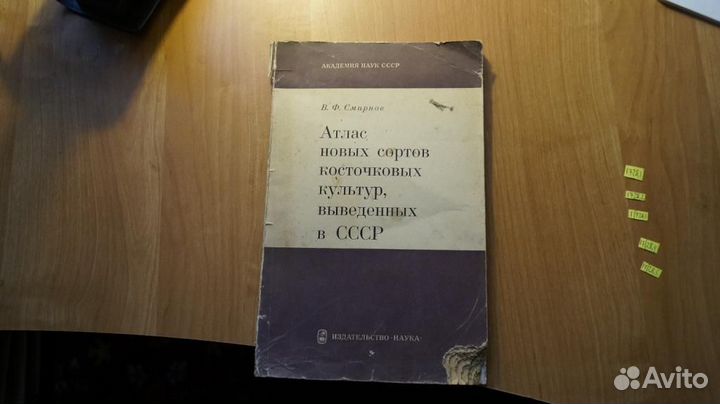 АКАДЕМИЯ НАУК СССР
В. Ф. Смирнов
Атлас
новых сортов
косточковых
культур,
выведенных
в СССР
ИЗДАТЕЛЬСТВО «НАУКА»
Avito